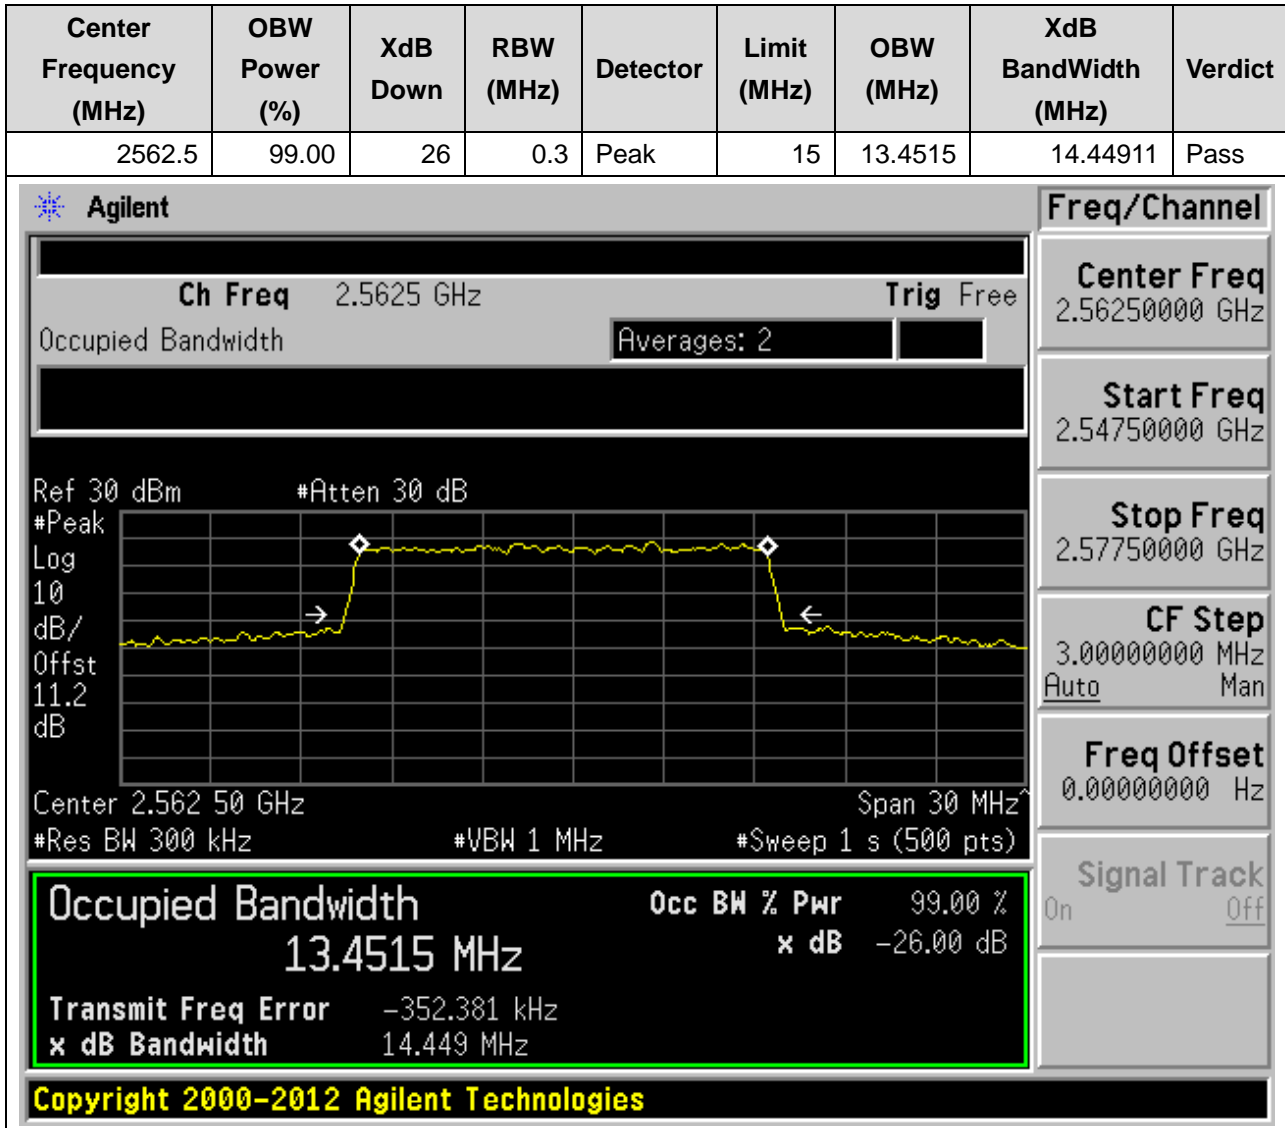 Center Frequency (MHz) OBW Power (%) XdB Down RBW (MHz) Detector Limit (MHz) OBW (MHz) XdB BandWidth (MHz) Verdict
2562.5 99.00 26 0.3 Peak 15 13.4515 14.44911 Pass
Agilent
Freq/Channel
Ch Freq 2.5625 GHz Trig Free
Occupied Bandwidth Averages: 2
Center Freq
2.56250000 GHz
Start Freq
2.54750000 GHz
Stop Freq
2.57750000 GHz
CF Step
3.00000000 MHz
Auto Man
Freq Offset
0.00000000 Hz
Signal Track
On Off
Ref 30 dBm #Atten 30 dB
#Peak
Log
10
dB/
Offst
11.2
dB
Center 2.562 50 GHz Span 30 MHz^
#Res BW 300 kHz #VBW 1 MHz #Sweep 1 s (500 pts)
Occupied Bandwidth Occ BW % Pwr 99.00 %
13.4515 MHz x dB -26.00 dB
Transmit Freq Error -352.381 kHz
x dB Bandwidth 14.449 MHz
Copyright 2000-2012 Agilent Technologies